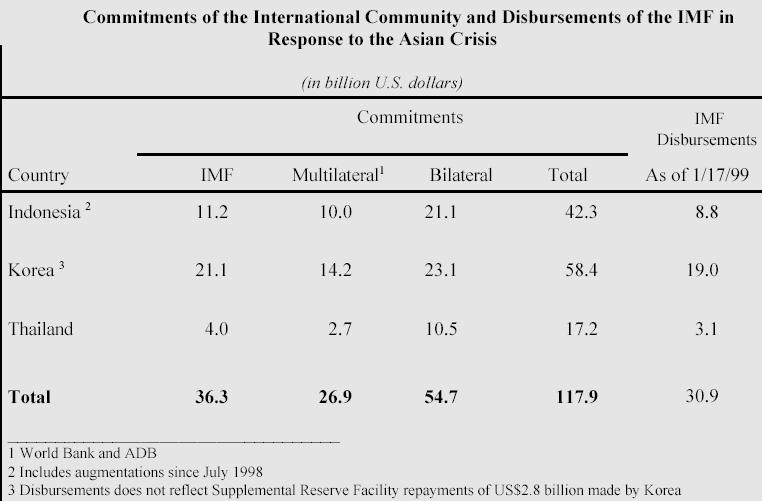 Commitments of the International Community and Disbursements of the IMF in
Response to the Asian Crisis
(in billion U.S. dollars)
Commitments IMF
Disbursements
Country IMF Multilateral1 Bilateral Total As of 1/17/99
Indonesia 2 11.2 10.0 21.1 42.3 8.8
Korea 3 21.1 14.2 23.1 58.4 19.0
Thailand 4.0 2.7 10.5 17.2 3.1
Total 36.3 26.9 54.7 117.9 30.9
1 World Bank and ADB
2 Includes augmentations since July 1998
3 Disbursements does not reflect Supplemental Reserve Facility repayments of US$2.8 billion made by Korea